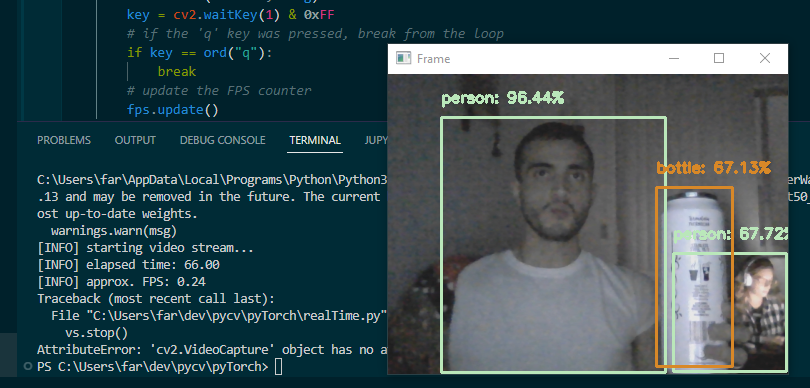 key = cv2.waitKey(1) & 0xFF
# if the 'q' key was pressed, break from the loop
if key == ord("q"):
break
# update the FPS counter
fps.update()
PROBLEMS OUTPUT DEBUG CONSOLE TERMINAL JUPY
C:\Users\far\AppData\Local\Programs\Python\Python3
.13 and may be removed in the future. The current
ost up-to-date weights.
warnings.warn(msg)
[INFO] starting video stream...
[INFO] elapsed time: 66.00
[INFO] approx. FPS: 0.24
Traceback (most recent call last):
File "C:\Users\far\dev\pycv\pyTorch\realTime.py"
vs.stop()
AttributeError: 'cv2.VideoCapture' object has no a
PS C:\Users\far\dev\pycv\pyTorch>
Frame
person: 96.44%
bottle: 67.13%
person: 67.72%
erWa
t50_